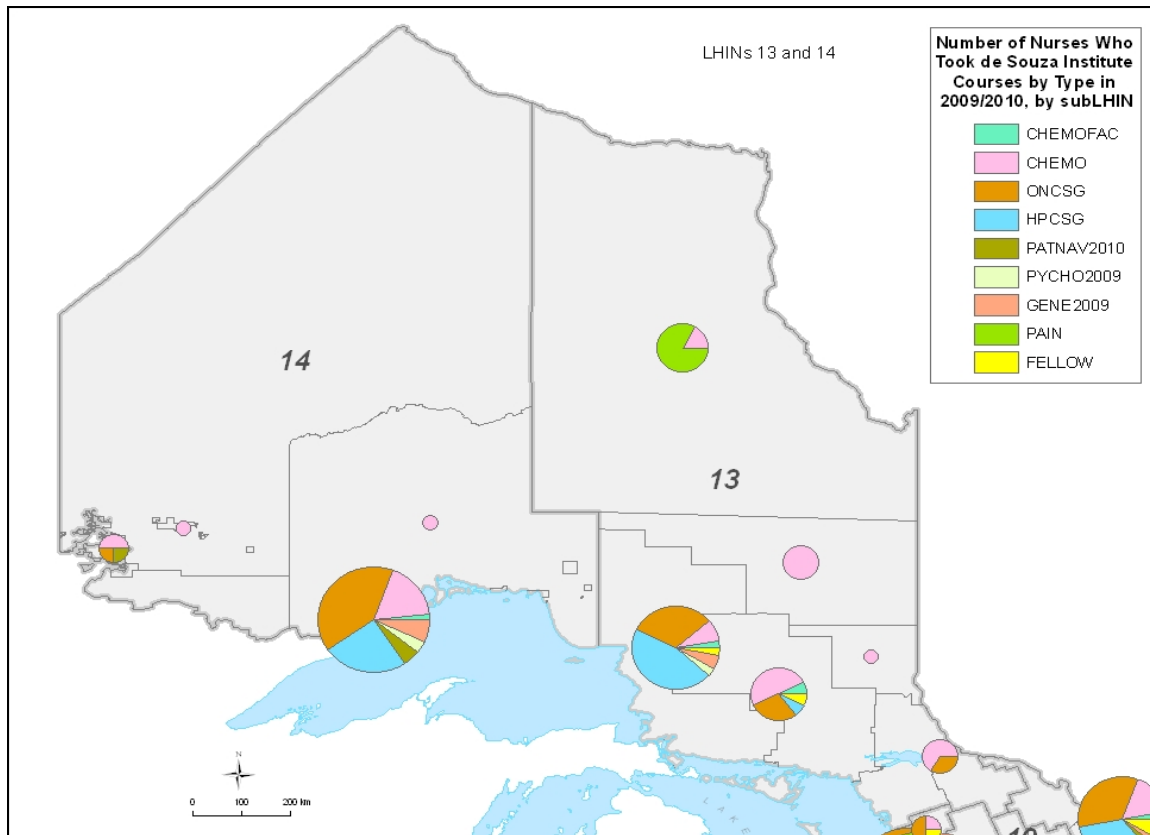 LHINs 13 and 14
Number of Nurses Who
Took de Souza Institute
Courses by Type in
2009/2010, by subLHIN
CHEMOFAC
CHEMO
ONCSG
HPCSG
PATNAV2010
PYCHO2009
GENE2009
PAIN
FELLOW
14
13
N
0 100 200 km
L A K E